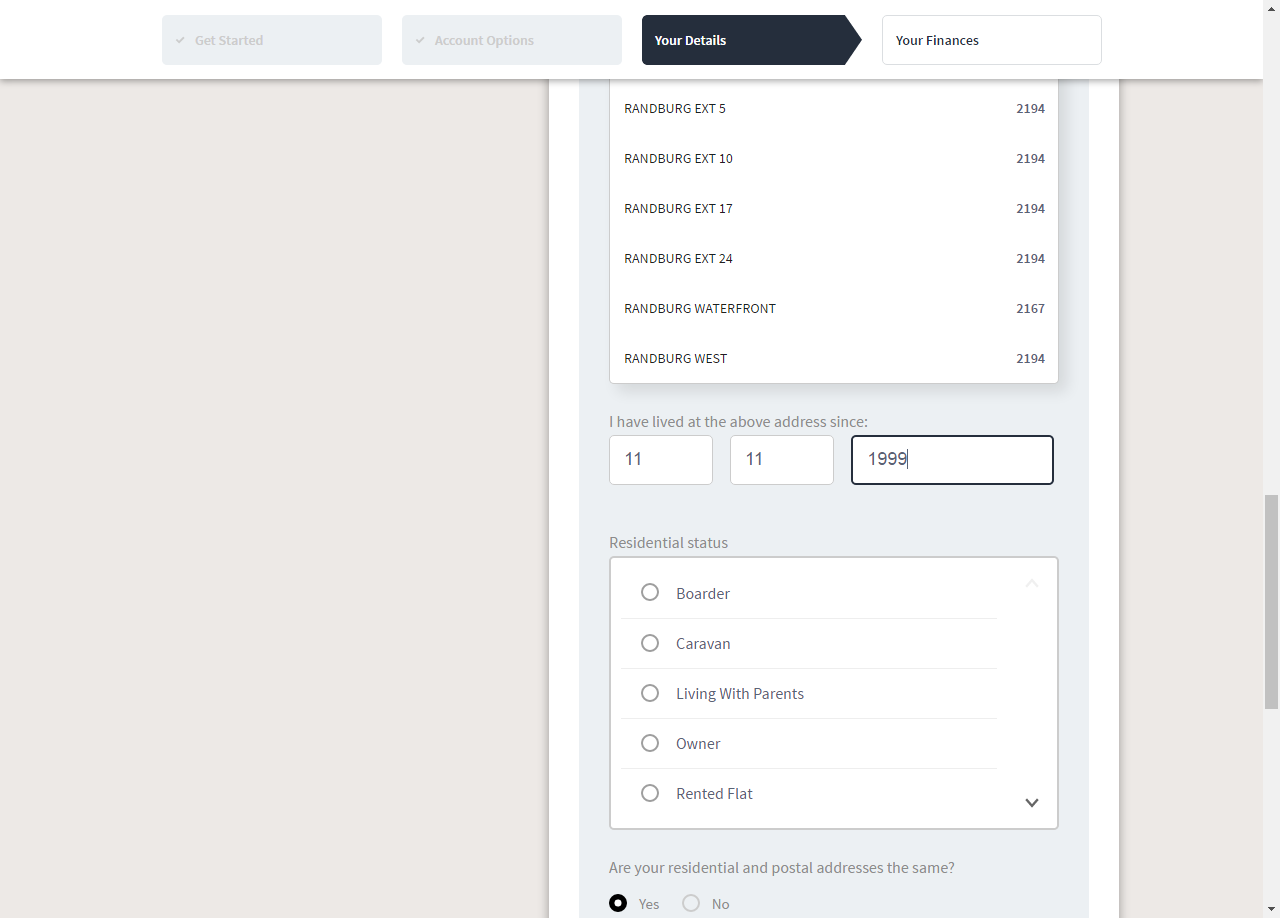 Get Started Account Options Your Details Your Finances
RANDBURG EXT 5 2194
RANDBURG EXT 10 2194
RANDBURG EXT 17 2194
RANDBURG EXT 24 2194
RANDBURG WATERFRONT 2167
RANDBURG WEST 2194
I have lived at the above address since:
11 11 1999
Residential status
Boarder
Caravan
Living With Parents
Owner
Rented Flat
Are your residential and postal addresses the same?
Yes No